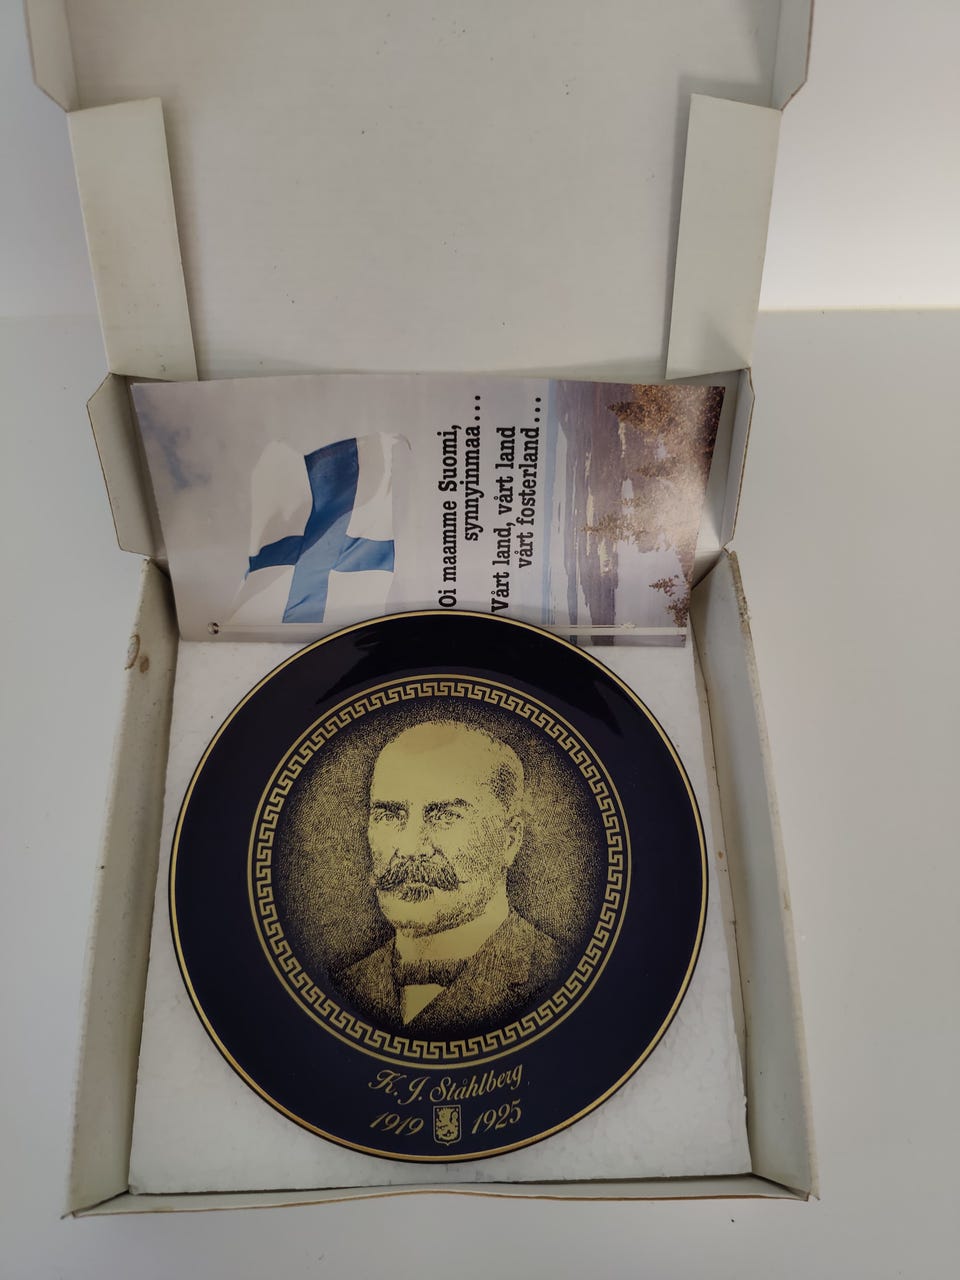 Oi maamme Suomi,
synnyinmaa...
Vårt land, vårt land
vårt fosterland...
K. J. Ståhlberg
1919 1925